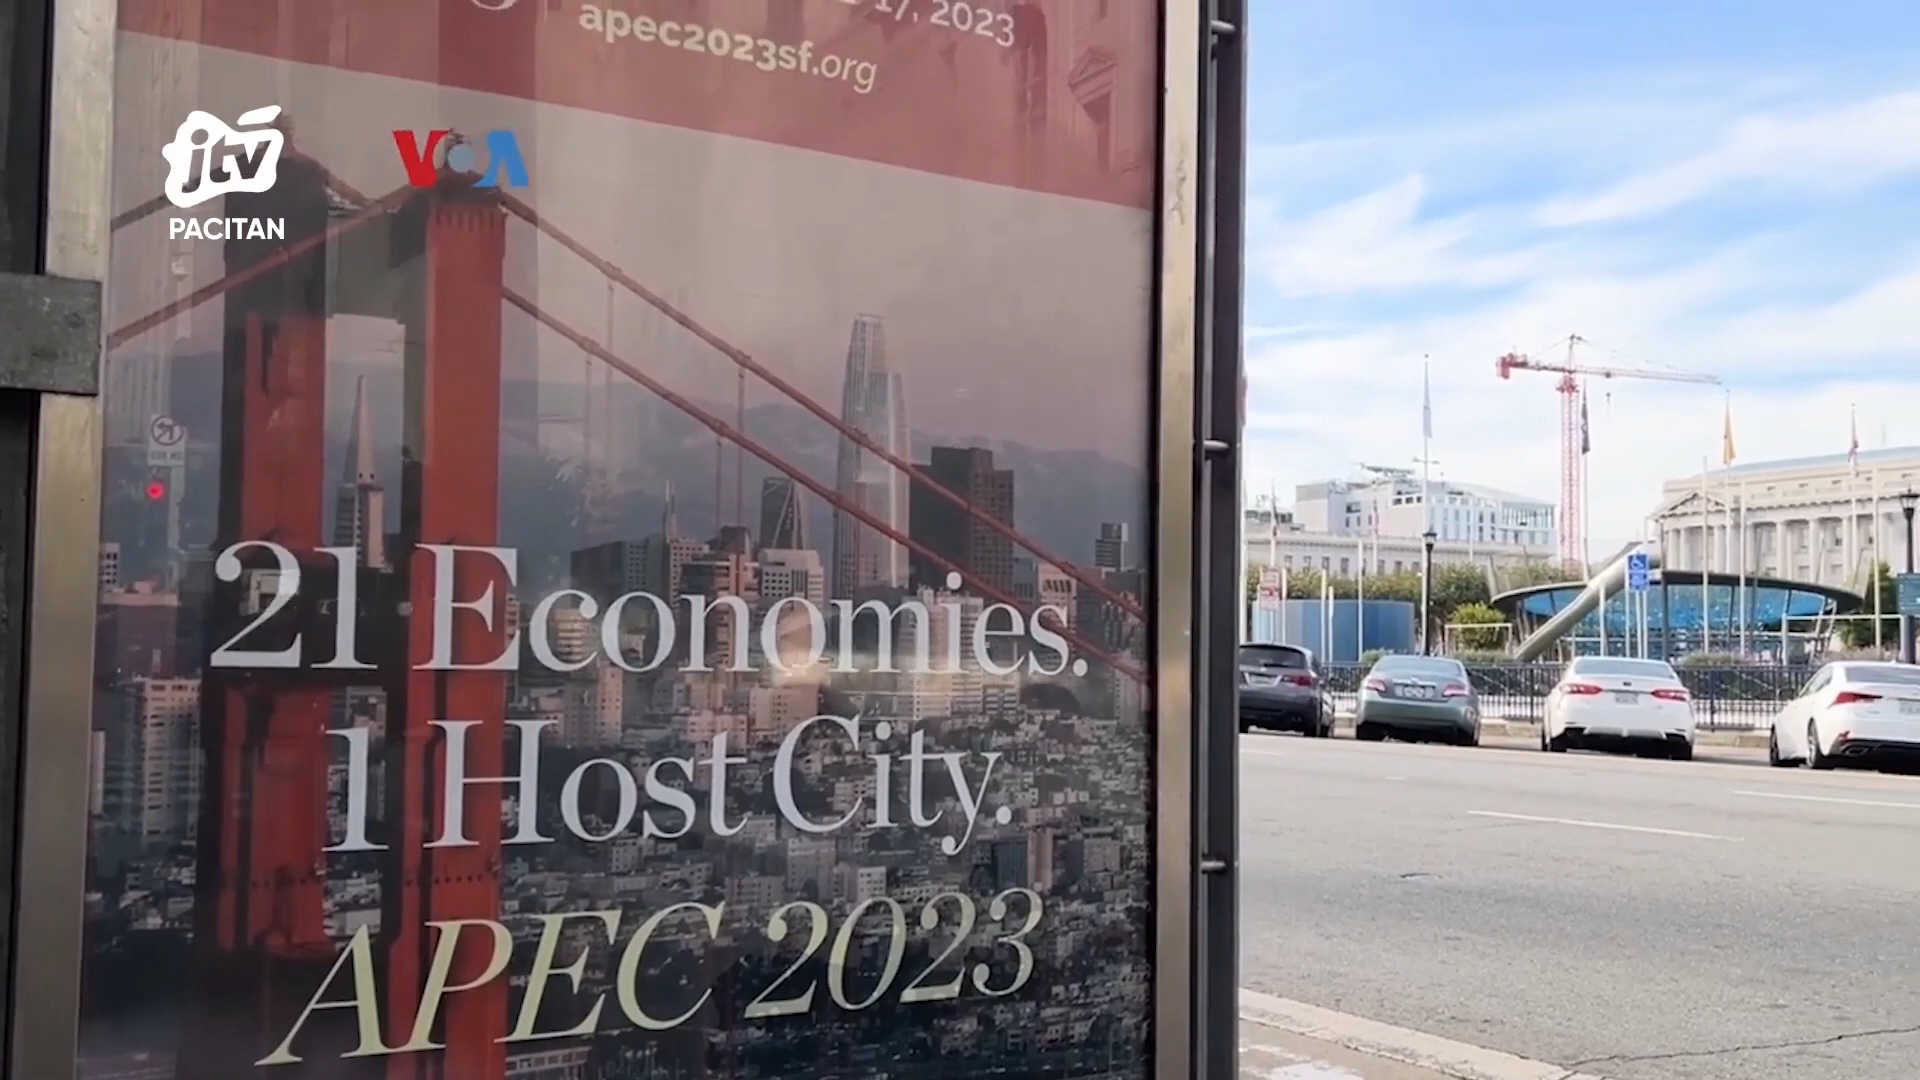 17, 2023
apec2023sf.org
jtv
PACITAN
VOA
21 Economies.
1 Host City.
APEC 2023